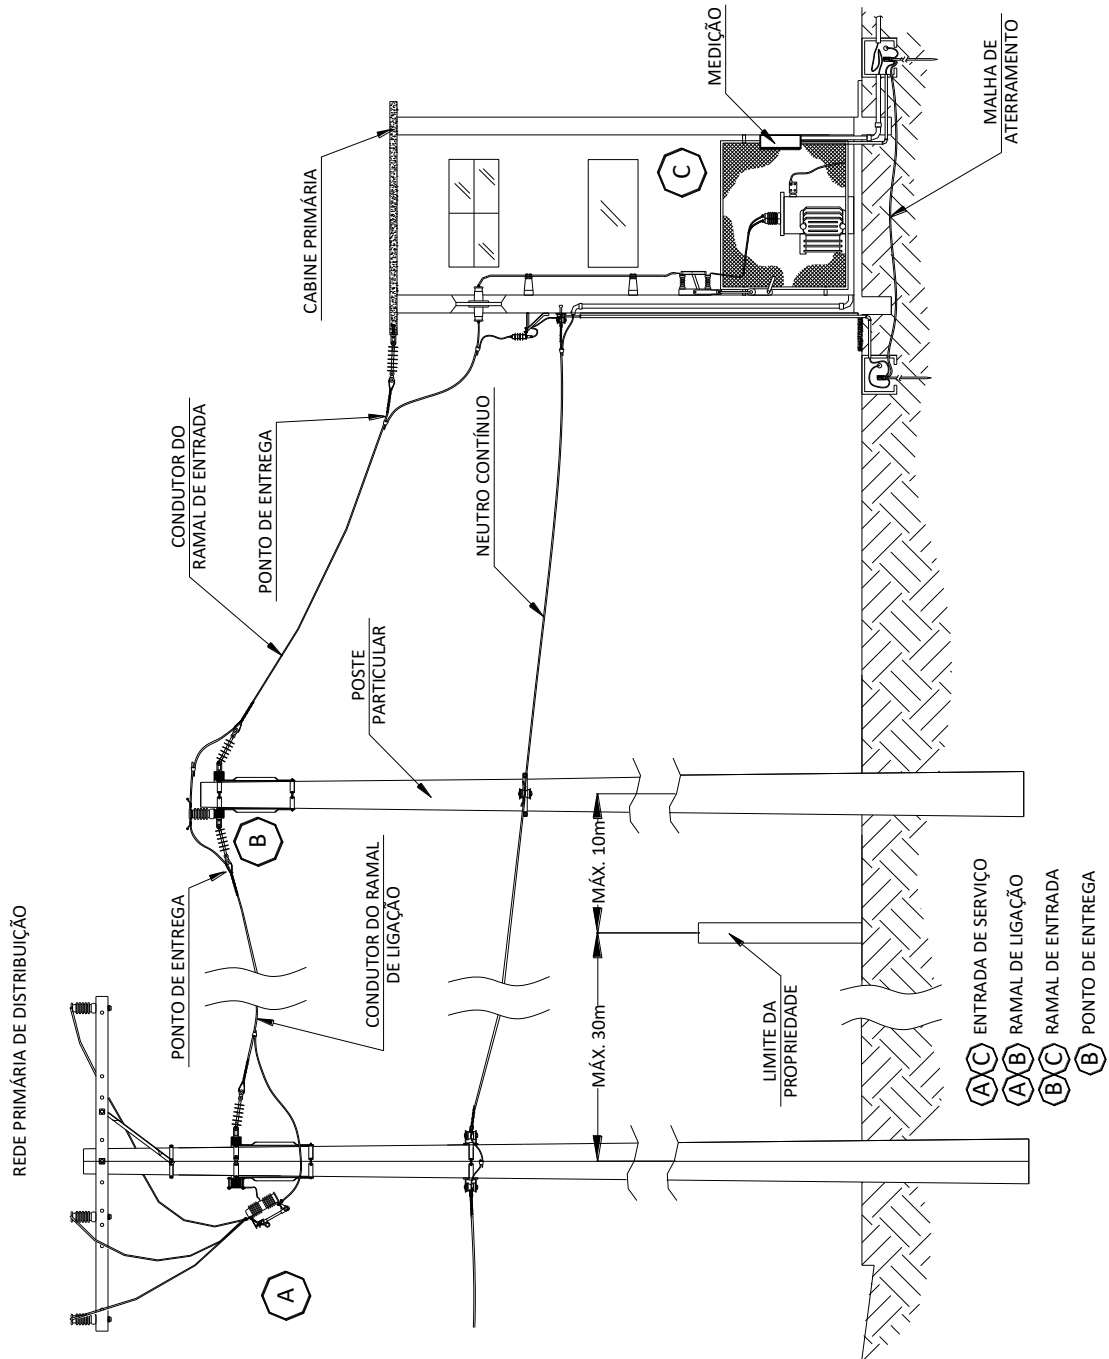 REDE PRIMÁRIA DE DISTRIBUIÇÃO
A
PONTO DE ENTREGA
CONDUTOR DO RAMAL
DE LIGAÇÃO
B
POSTE
PARTICULAR
CONDUTOR DO
RAMAL DE ENTRADA
PONTO DE ENTREGA
NEUTRO CONTÍNUO
CABINE PRIMÁRIA
C
MEDIÇÃO
MALHA DE
ATERRAMENTO
MÁX. 30m
MÁX. 10m
LIMITE DA
PROPRIEDADE
A C ENTRADA DE SERVIÇO
A B RAMAL DE LIGAÇÃO
B C RAMAL DE ENTRADA
B PONTO DE ENTREGA